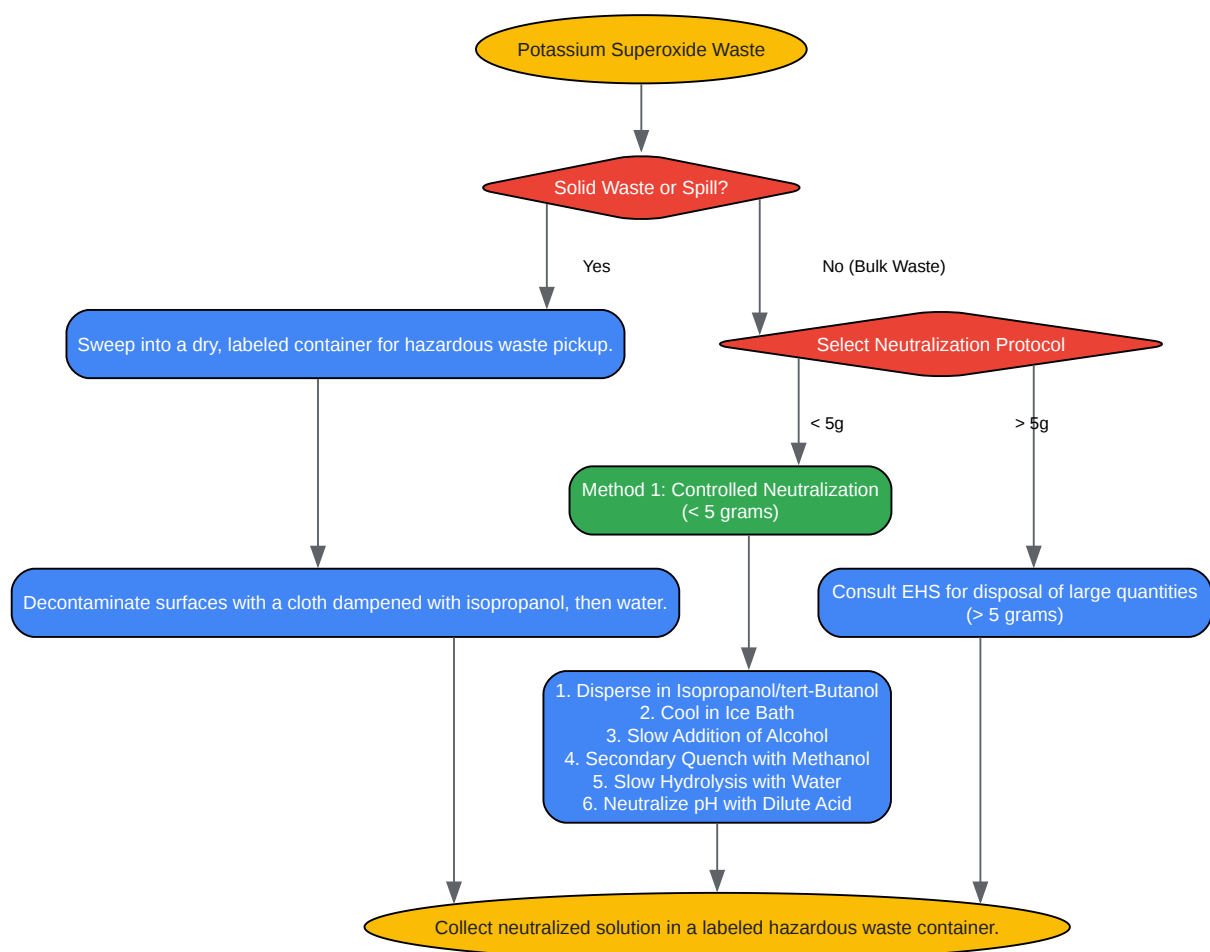 Potassium Superoxide Waste
Solid Waste or Spill?
Yes
No (Bulk Waste)
Sweep into a dry, labeled container for hazardous waste pickup.
Select Neutralization Protocol
< 5g
> 5g
Method 1: Controlled Neutralization
(< 5 grams)
Decontaminate surfaces with a cloth dampened with isopropanol, then water.
Consult EHS for disposal of large quantities
(> 5 grams)
1. Disperse in Isopropanol/tert-Butanol
2. Cool in Ice Bath
3. Slow Addition of Alcohol
4. Secondary Quench with Methanol
5. Slow Hydrolysis with Water
6. Neutralize pH with Dilute Acid
Collect neutralized solution in a labeled hazardous waste container.